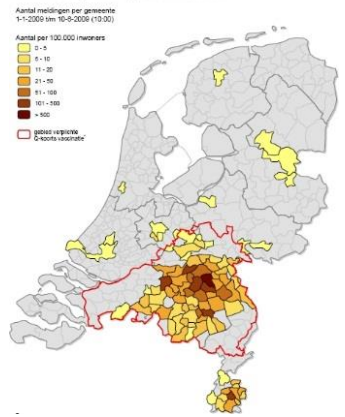 Aantal meldingen per gemeente
1-1-2009 t/m 10-6-2009 (10:00)
Aantal per 100.000 inwoners
0 - 5
6 - 10
11 - 20
21 - 50
51 - 100
101 - 500
> 500
gebied verplichte
Q-koorts vaccinatie*